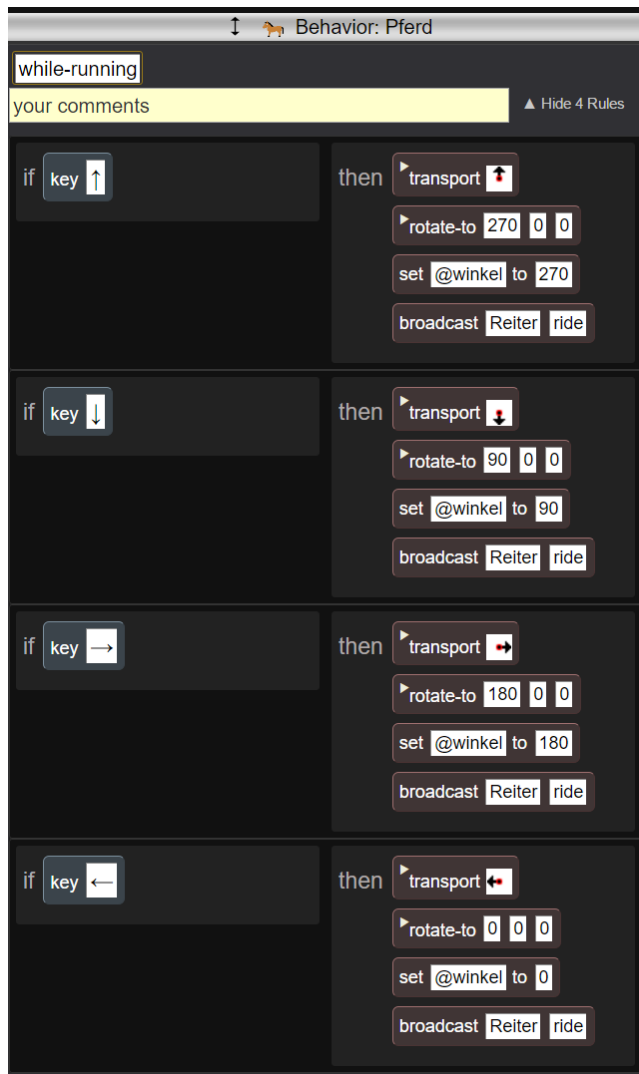 Behavior: Pferd
while-running
your comments
▲ Hide 4 Rules
if key ↑ then transport
rotate-to 270 0 0
set @winkel to 270
broadcast Reiter ride
if key ↓ then transport
rotate-to 90 0 0
set @winkel to 90
broadcast Reiter ride
if key → then transport
rotate-to 180 0 0
set @winkel to 180
broadcast Reiter ride
if key ← then transport
rotate-to 0 0 0
set @winkel to 0
broadcast Reiter ride